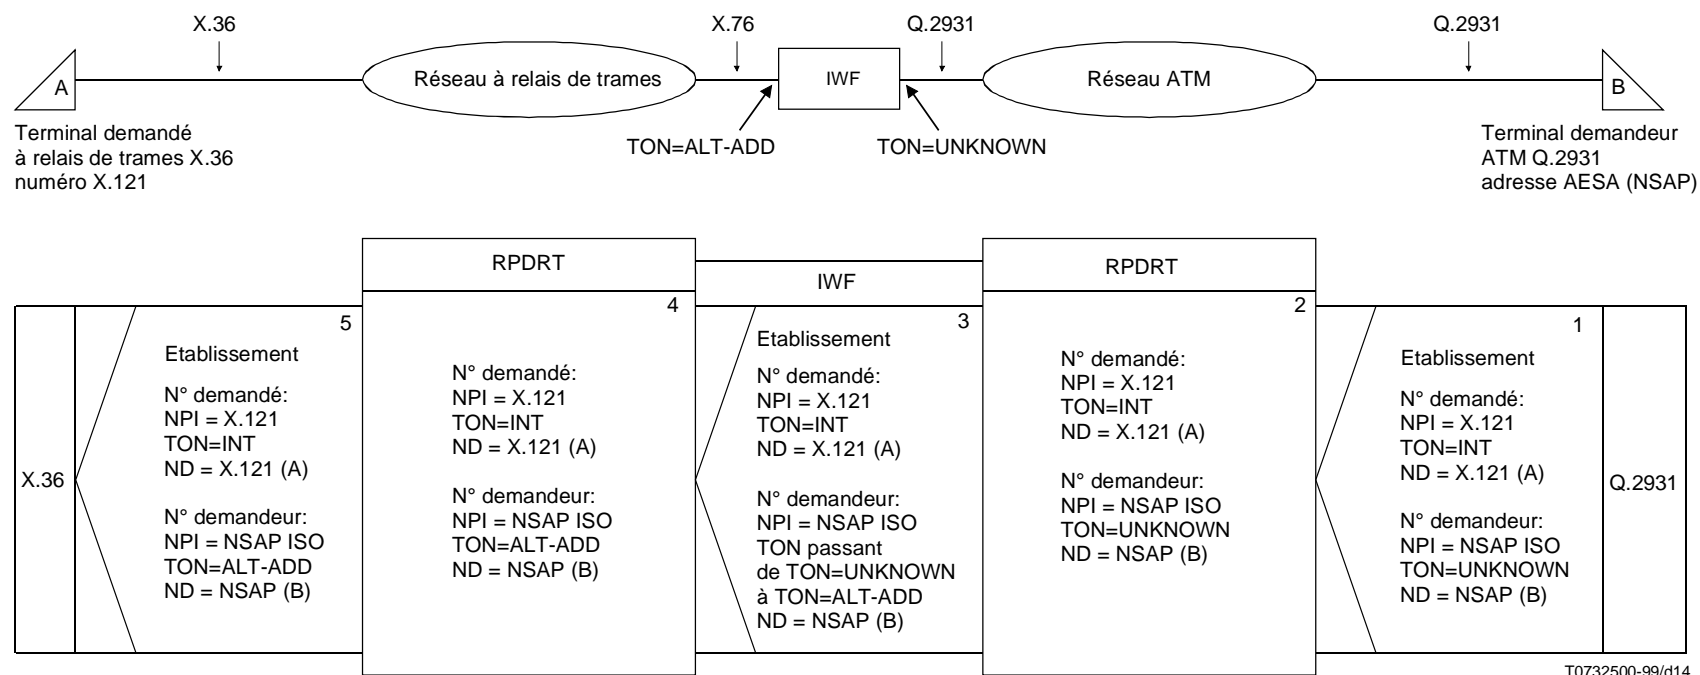 X.36
X.76
Q.2931
Q.2931
A
Réseau à relais de trames
IWF
Réseau ATM
B
TON=ALT-ADD
TON=UNKNOWN
Terminal demandé
à relais de trames X.36
numéro X.121
Terminal demandeur
ATM Q.2931
adresse AESA (NSAP)
RPDRT
IWF
RPDRT
X.36
5
Etablissement
N° demandé:
NPI = X.121
TON=INT
ND = X.121 (A)
N° demandeur:
NPI = NSAP ISO
TON=ALT-ADD
ND = NSAP (B)
4
N° demandé:
NPI = X.121
TON=INT
ND = X.121 (A)
N° demandeur:
NPI = NSAP ISO
TON=ALT-ADD
ND = NSAP (B)
3
Etablissement
N° demandé:
NPI = X.121
TON=INT
ND = X.121 (A)
N° demandeur:
NPI = NSAP ISO
TON passant
de TON=UNKNOWN
à TON=ALT-ADD
ND = NSAP (B)
2
N° demandé:
NPI = X.121
TON=INT
ND = X.121 (A)
N° demandeur:
NPI = NSAP ISO
TON=UNKNOWN
ND = NSAP (B)
1
Etablissement
N° demandé:
NPI = X.121
TON=INT
ND = X.121 (A)
N° demandeur:
NPI = NSAP ISO
TON=UNKNOWN
ND = NSAP (B)
Q.2931
T0732500-99/d14